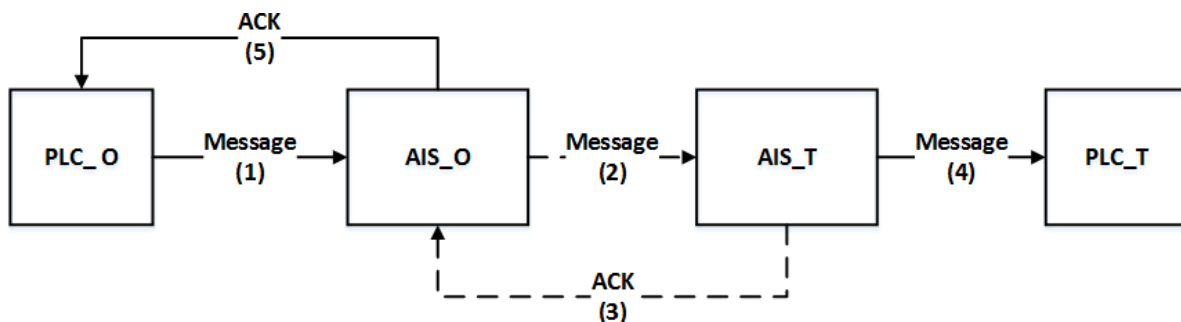 ACK
(5)
PLC_ O
Message
(1)
AIS_O
Message
(2)
AIS_T
Message
(4)
PLC_T
ACK
(3)